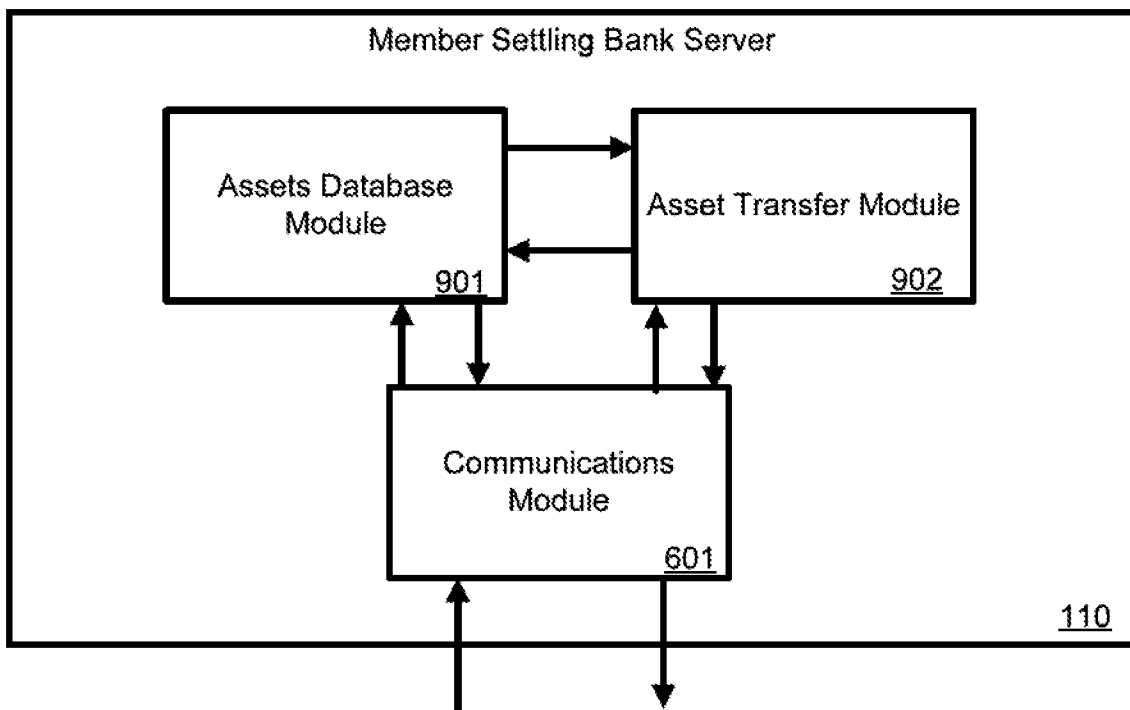 Member Settling Bank Server
Assets Database
Module
901
Asset Transfer Module
902
Communications
Module
601
110